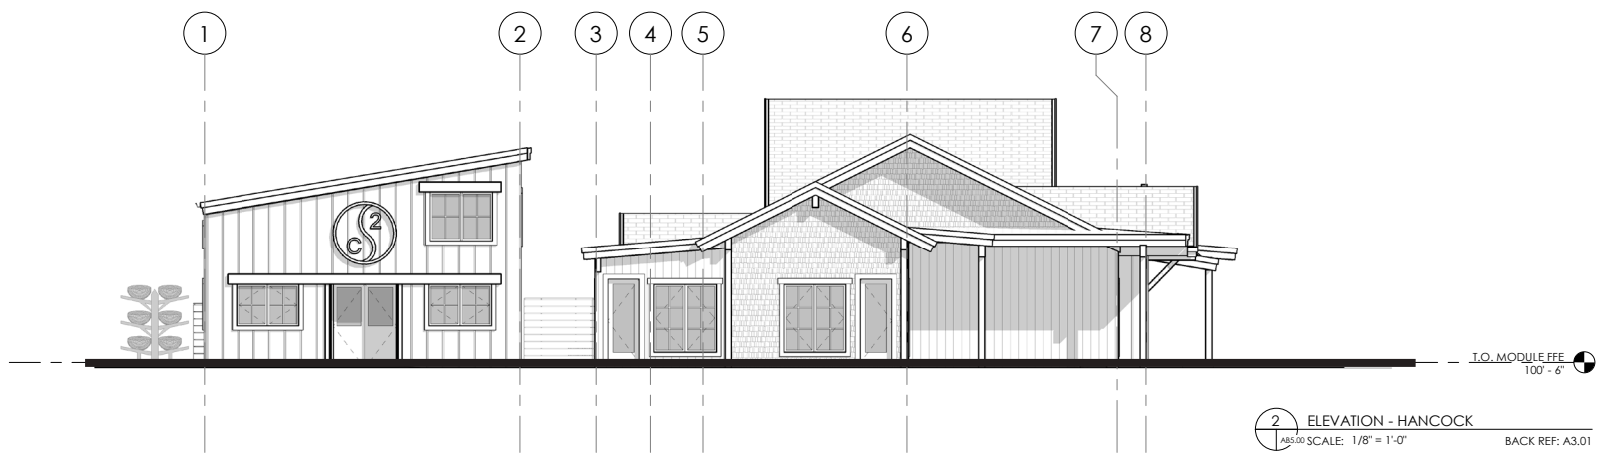 1 2 3 4 5 6 7 8
2
C
T.O. MODULE FFE
100' - 6"
2 ELEVATION - HANCOCK
AB5.00 SCALE: 1/8" = 1'-0" BACK REF: A3.01